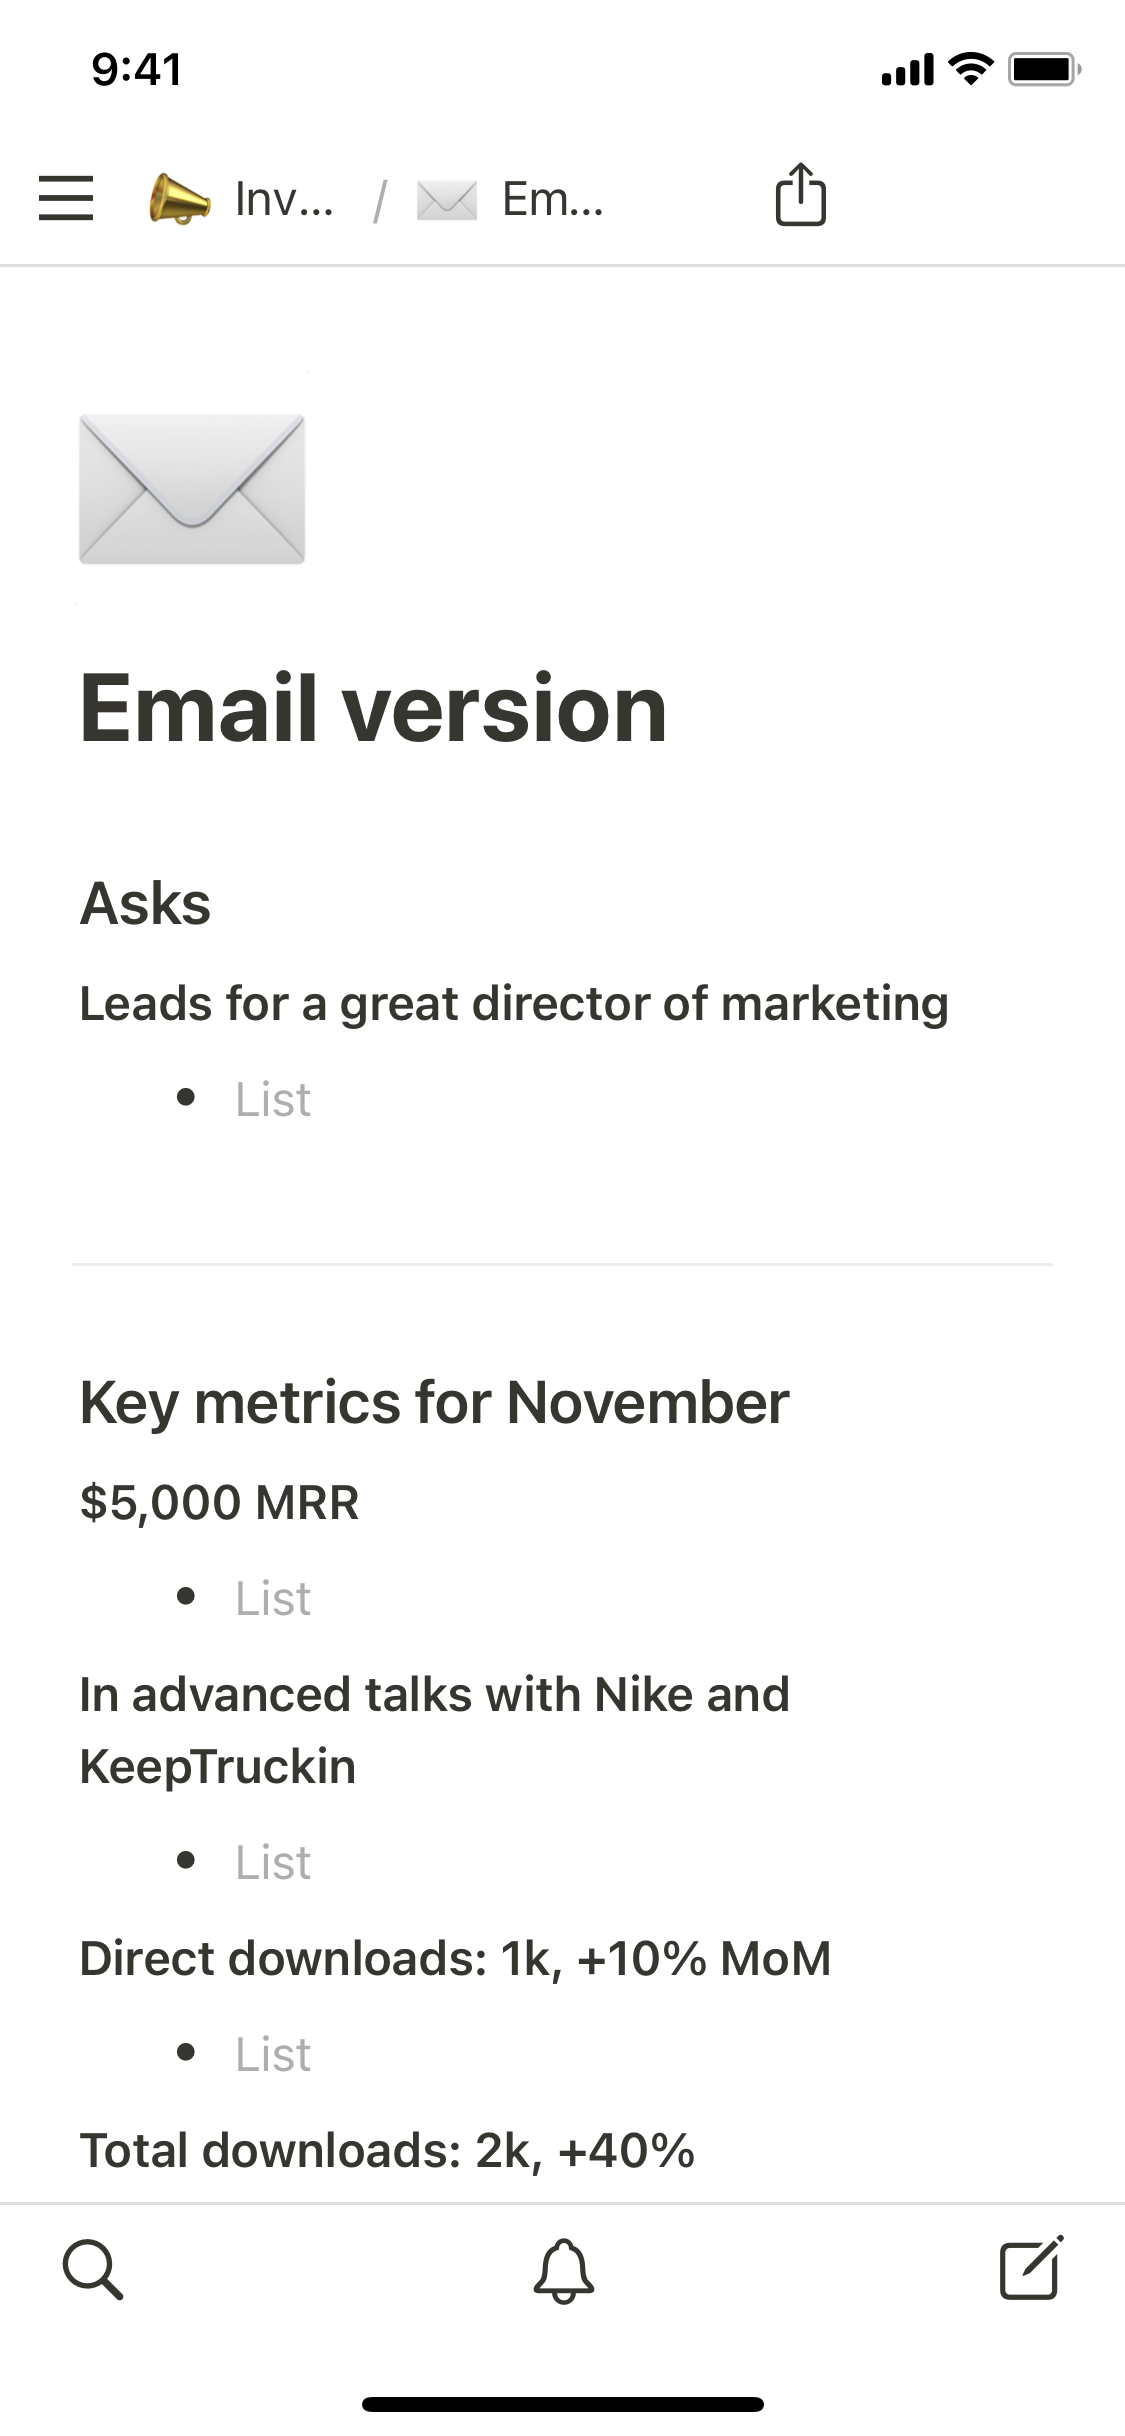 9:41
Inv... / Em...
Email version
Asks
Leads for a great director of marketing
• List
Key metrics for November
$5,000 MRR
• List
In advanced talks with Nike and
KeepTruckin
• List
Direct downloads: 1k, +10% MoM
• List
Total downloads: 2k, +40%